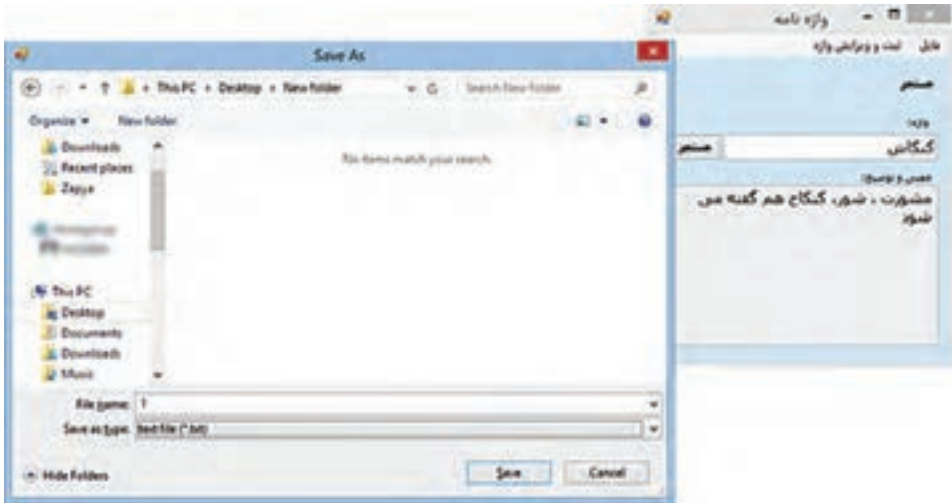 Save As
This PC
Desktop
New folder
Search New folder
Organize
New folder
No items match your search.
Downloads
Recent places
Zapya
This PC
Desktop
Documents
Downloads
Music
File name: 1
Save as type: text file (*.txt)
Hide Folders
Save
Cancel
واژه نامه
فایل
ثبت و ویرایش واژه
واژه:
کنکاش
معنی و توضیح:
مشورت ، شور، کنکاج هم گفته می
شود